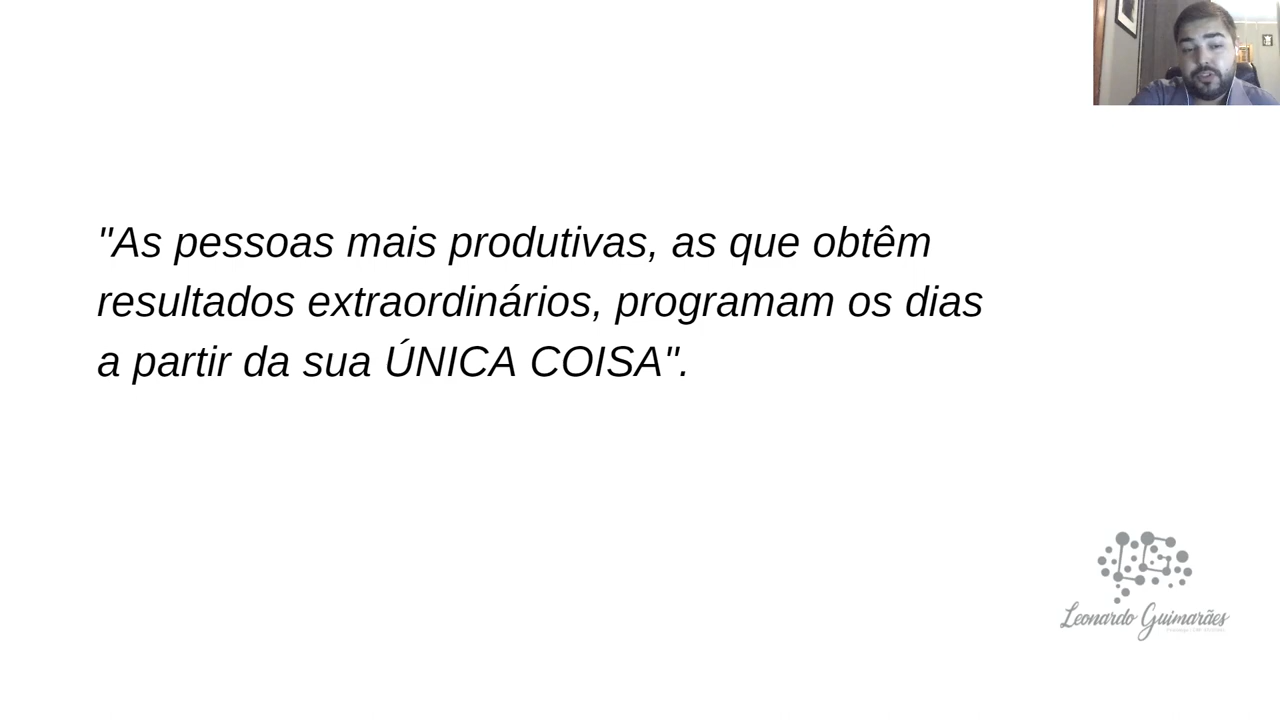 "As pessoas mais produtivas, as que obtêm
resultados extraordinários, programam os dias
a partir da sua ÚNICA COISA".
Leonardo Guimarães